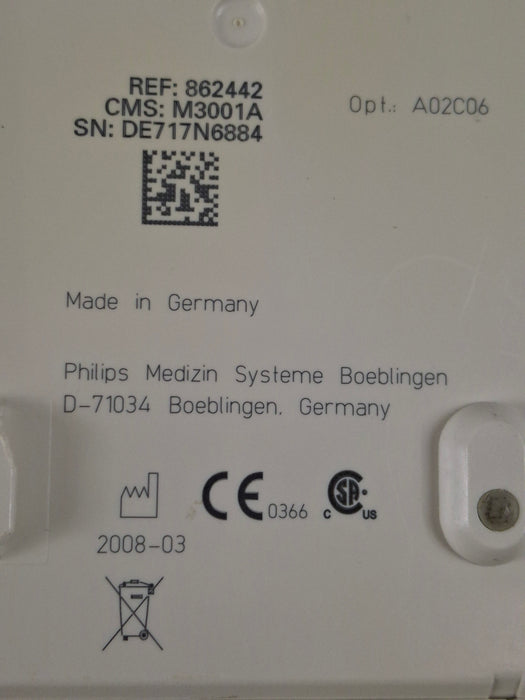 REF: 862442
CMS: M3001A
SN: DE717N6884
Opt.: A02C06
Made in Germany
Philips Medizin Systeme Boeblingen
D-71034 Boeblingen. Germany
CE 0366
C SA US
2008-03